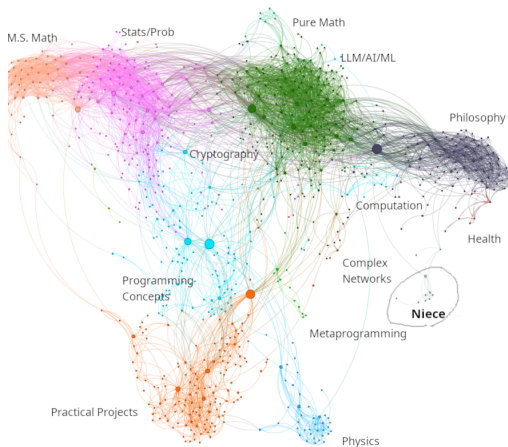 Pure Math
Stats/Prob
M.S. Math
LLM/AI/ML
Philosophy
Cryptography
Computation
Health
Complex
Networks
Programming
Concepts
Niece
Metaprogramming
Practical Projects
Physics